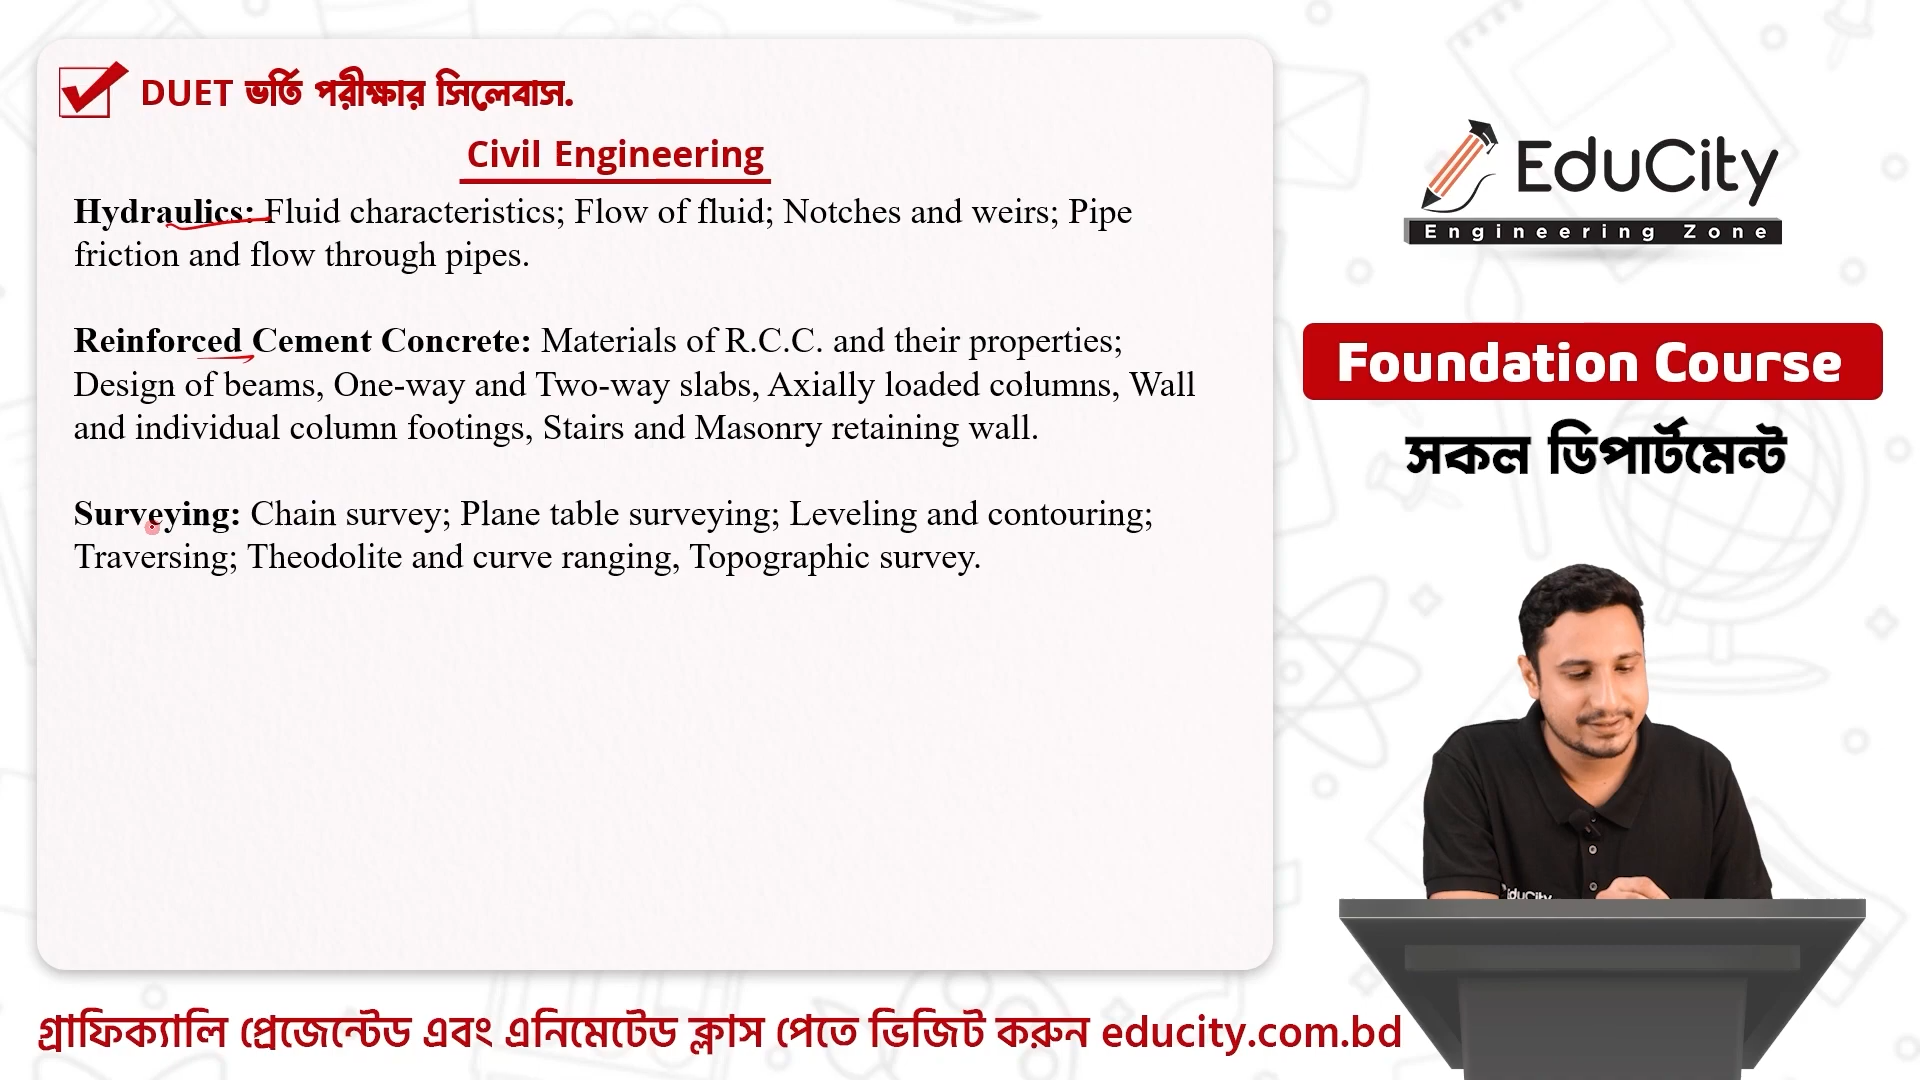 DUET ভর্তি পরীক্ষার সিলেবাস.
Civil Engineering
Hydraulics: Fluid characteristics; Flow of fluid; Notches and weirs; Pipe
friction and flow through pipes.
Reinforced Cement Concrete: Materials of R.C.C. and their properties;
Design of beams, One-way and Two-way slabs, Axially loaded columns, Wall
and individual column footings, Stairs and Masonry retaining wall.
Surveying: Chain survey; Plane table surveying; Leveling and contouring;
Traversing; Theodolite and curve ranging, Topographic survey.
EduCity
Engineering Zone
Foundation Course
সকল ডিপার্টমেন্ট
EduCity
গ্রাফিক্যালি প্রেজেন্টেড এবং এনিমেটেড ক্লাস পেতে ভিজিট করুন educity.com.bd